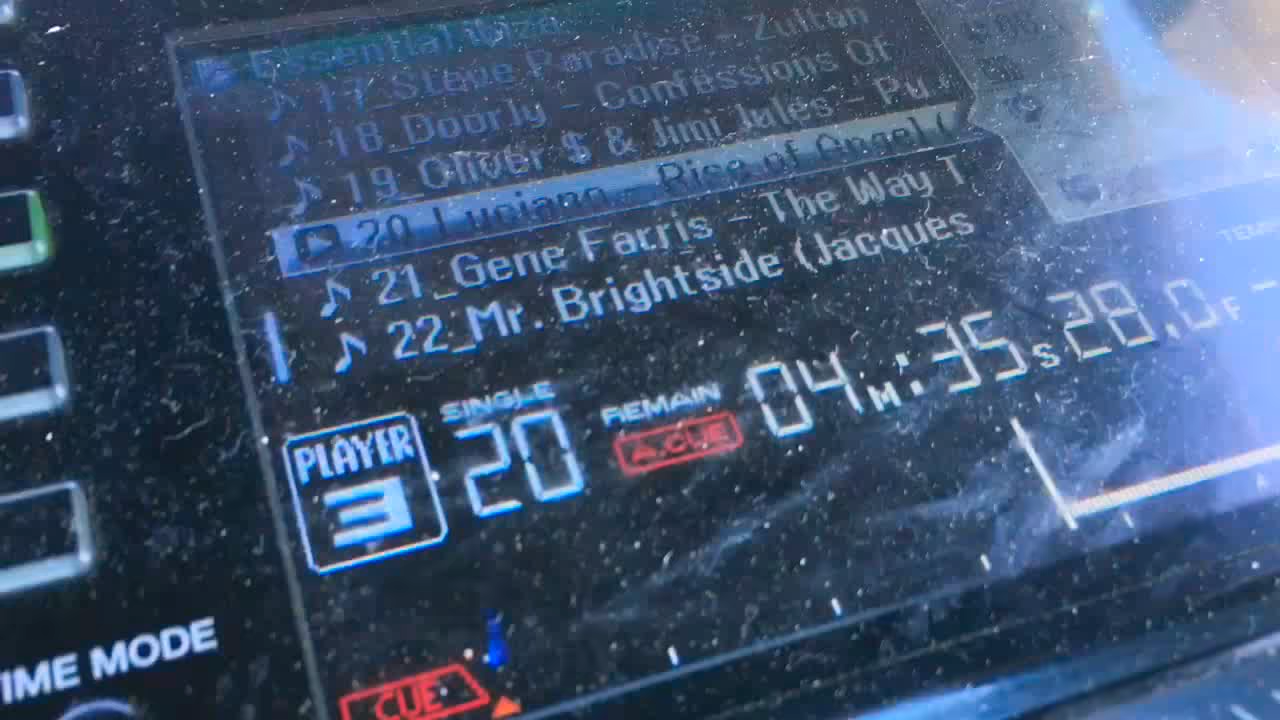 Essential Ibiza
17_Steve Paradise - Zultan
18_Doorly - Confessions Of
19_Oliver $ & Jimi Jules - Pu
20_Luciano - Rise of Angel (
21_Gene Farris - The Way T
22_Mr. Brightside (Jacques
PLAYER 3
SINGLE 20
REMAIN
A.CUE
04M:35S28.0F
TIME MODE
CUE